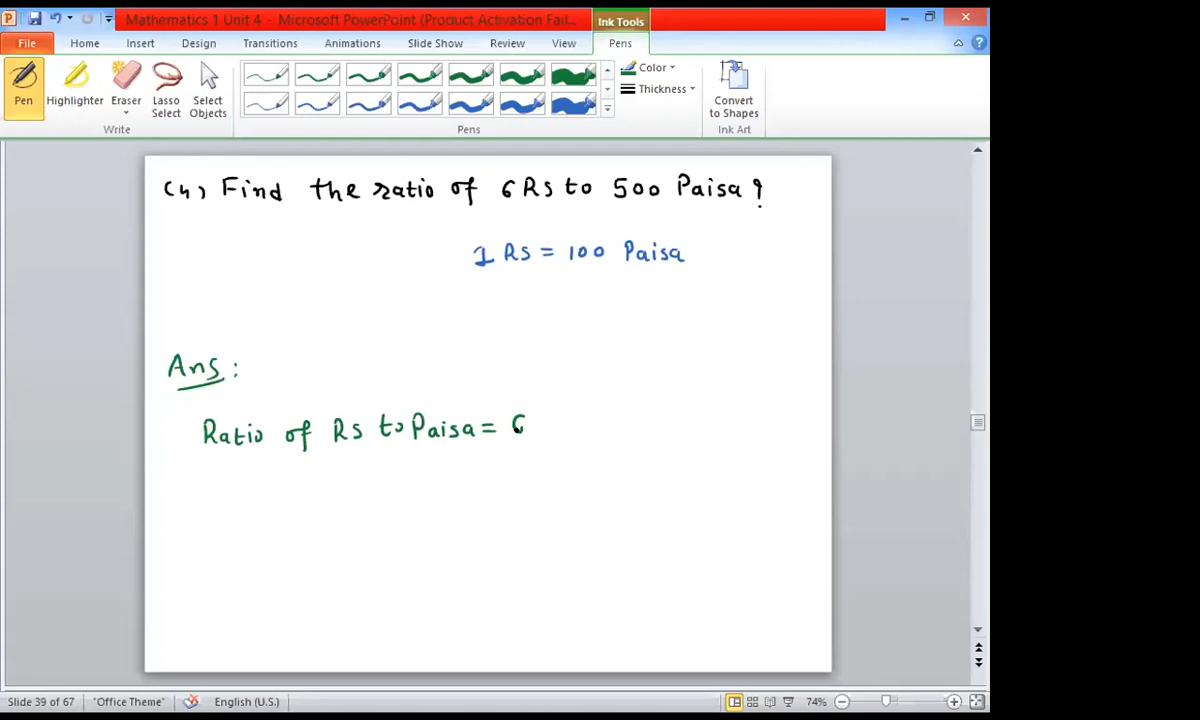 Mathematics 1 Unit 4 - Microsoft PowerPoint (Product Activation Fail...
Ink Tools
File Home Insert Design Transitions Animations Slide Show Review View Pens
Pen Highlighter Eraser Lasso Select Select Objects
Color
Thickness
Convert to Shapes
Write Pens Ink Art
(4) Find the ratio of 6 Rs to 500 Paisa?
1 Rs = 100 Paisa
Ans:
Ratio of Rs to Paisa = 6
Slide 39 of 67 "Office Theme" English (U.S.) 74%